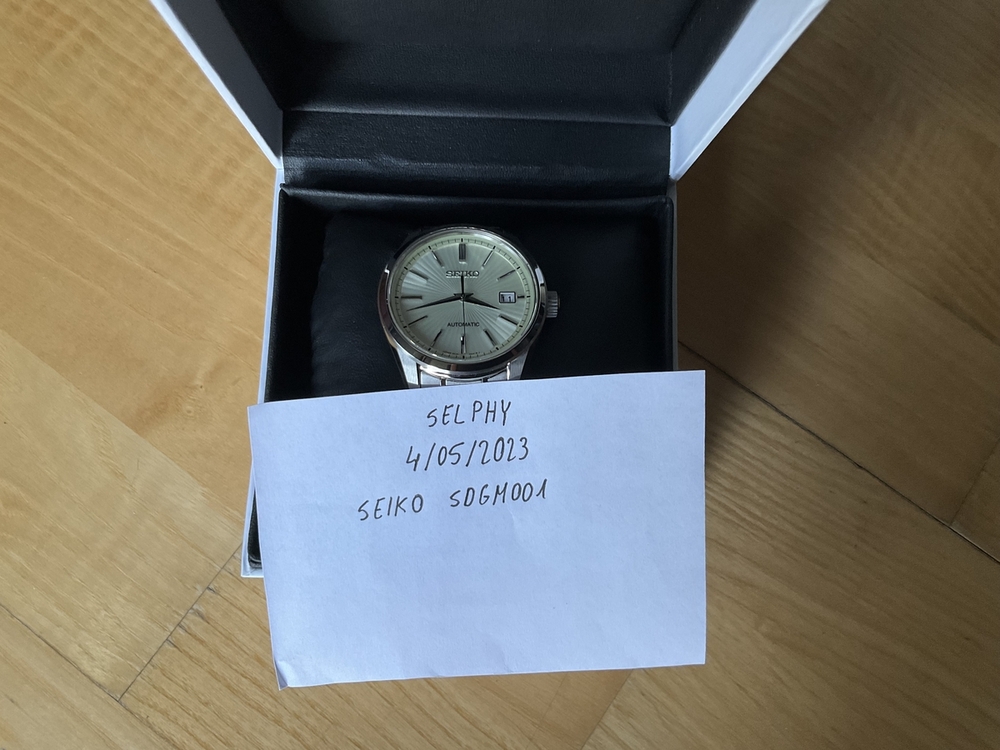 SEIKO
AUTOMATIC
SELPHY
4/05/2023
SEIKO SDGM001